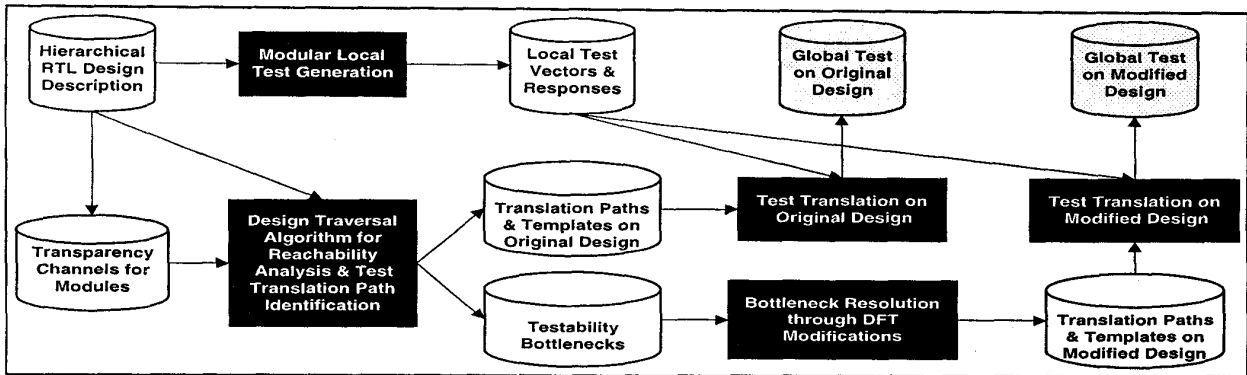 Hierarchical
RTL Design
Description
Modular Local
Test Generation
Local Test
Vectors &
Responses
Global Test
on Original
Design
Global Test
on Modified
Design
Transparency
Channels for
Modules
Design Traversal
Algorithm for
Reachability
Analysis & Test
Translation Path
Identification
Translation Paths
& Templates on
Original Design
Test Translation on
Original Design
Test Translation on
Modified Design
Testability
Bottlenecks
Bottleneck Resolution
through DFT
Modifications
Translation Paths
& Templates on
Modified Design